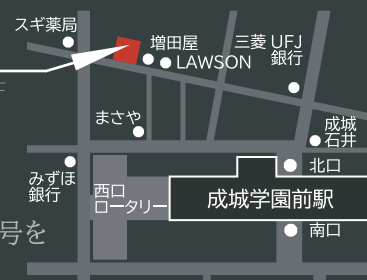 スギ薬局
増田屋
LAWSON
三菱 UFJ
銀行
まさや
成城
石井
みずほ
銀行
西口
ロータリー
北口
成城学園前駅
南口
号を